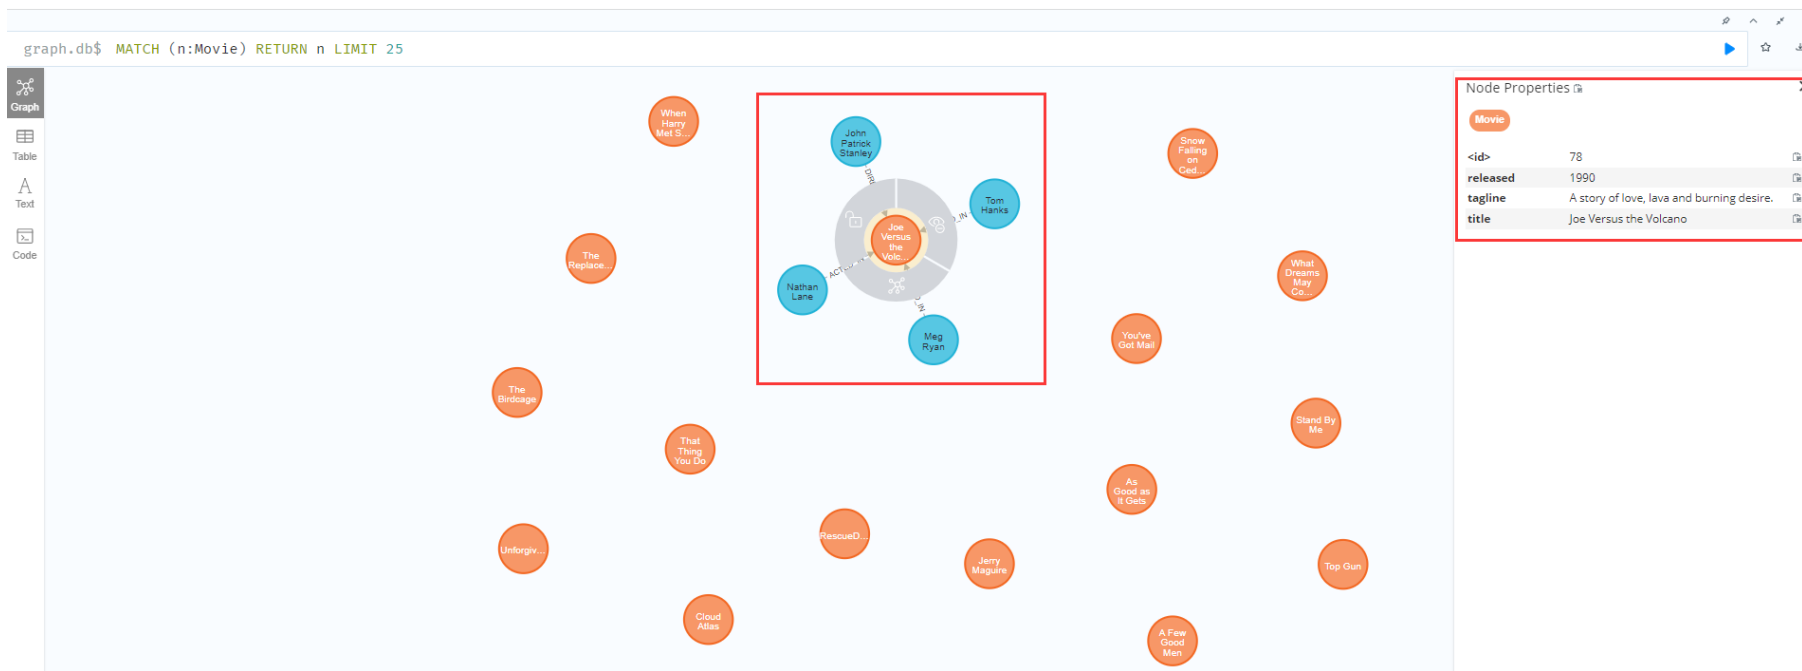 graph.db$ MATCH (n:Movie) RETURN n LIMIT 25
Graph
Table
Text
Code
When
Harry
Met S...
John
Patrick
Stanley
DIRE
Tom
Hanks
D_IN
Joe
Versus
the
Volc...
ACTED_IN
Nathan
Lane
D_IN
Meg
Ryan
Snow
Falling
on
Ced...
The
Replace...
What
Dreams
May
Co...
You've
Got Mail
The
Birdcage
Stand By
Me
That
Thing
You Do
As
Good as
It Gets
Unforgiv...
RescueD...
Jerry
Maguire
Top Gun
Cloud
Atlas
A Few
Good
Men
Node Properties
Movie
<id> 78
released 1990
tagline A story of love, lava and burning desire.
title Joe Versus the Volcano